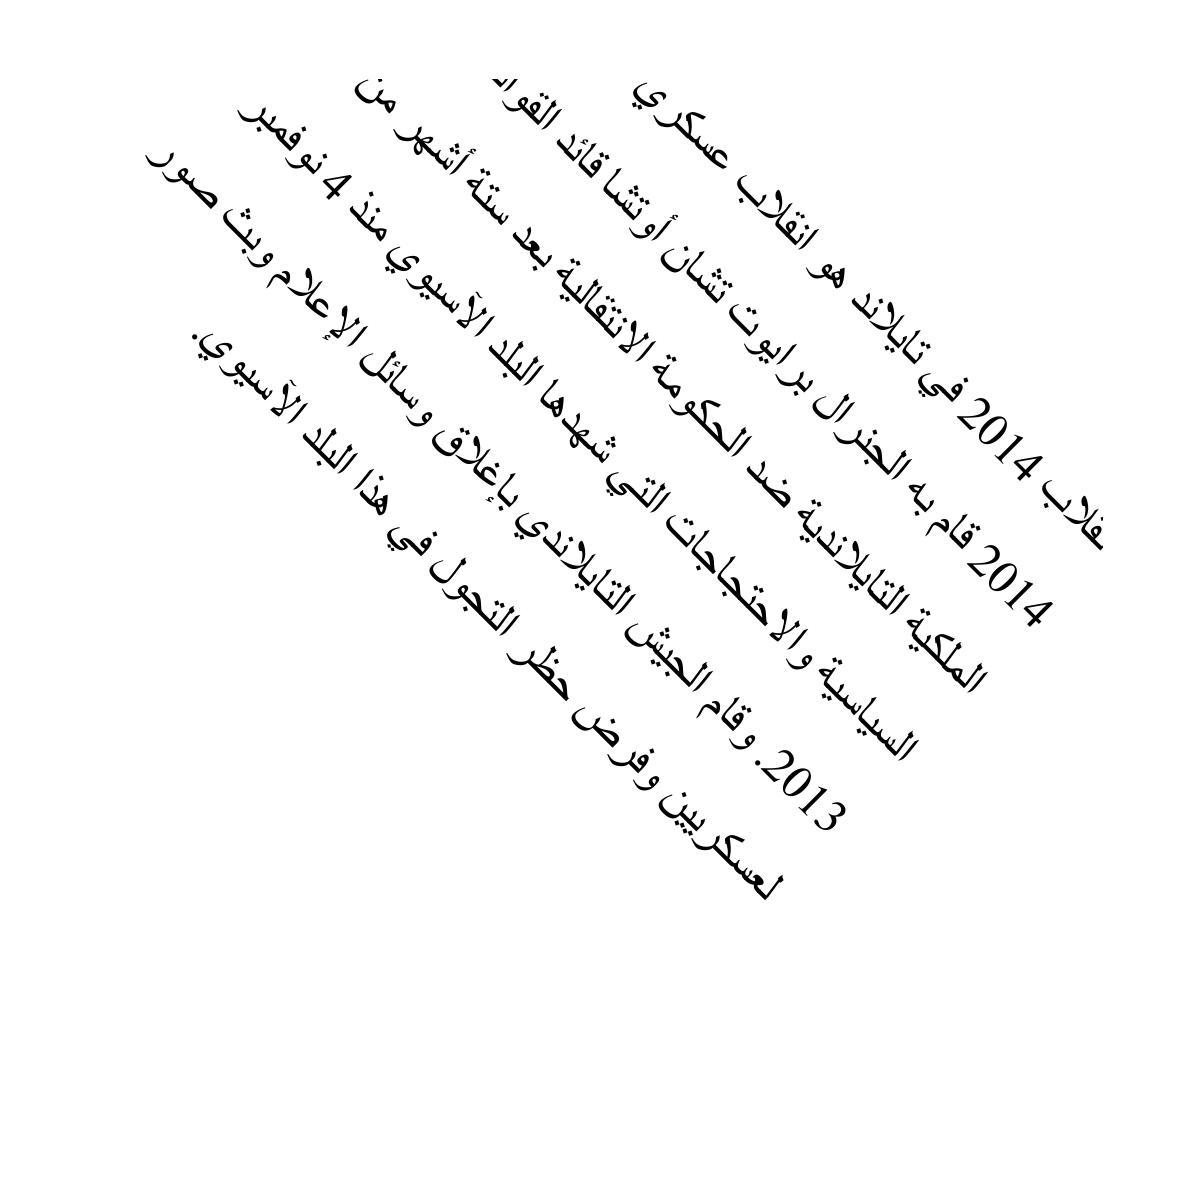 2014 في تايلاند هو انقلاب عسكري
2014 قام به الجنرال برايوت تشان أوتشا قائد
الملكية التايلاندية ضد الحكومة الانتقالية بعد ستة أشهر من
السياسية والاحتجاجات التي شهدها البلد الآسيوي منذ 4 نوفمبر
2013. وقام الجيش التايلاندي بإغلاق وسائل الإعلام وبث صور
لعسكريين وفرض حظر التجول في هذا البلد الآسيوي.